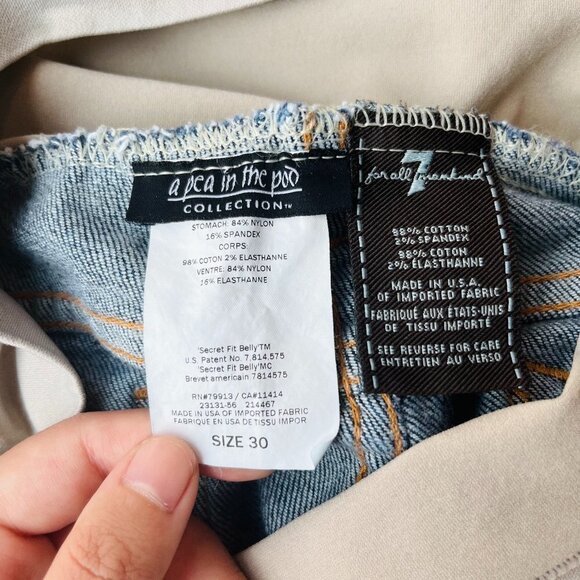 a pea in the pod
COLLECTION™
STOMACH: 84% NYLON
16% SPANDEX
CORPS:
98% COTON 2% ELASTHANNE
VENTRE: 84% NYLON
16% ELASTHANNE
'Secret Fit Belly'TM
U.S. Patent No. 7,814,575
'Secret Fit Belly'MC
Brevet americain 7814575
RN#79913 / CA#11414
23131-56 214467
MADE IN USA OF IMPORTED FABRIC
FABRIQUE EN USA DE TISSU IMPOR
SIZE 30
7
for all mankind
98% COTTON
2% SPANDEX
98% COTON
2% ELASTHANNE
MADE IN U.S.A.
OF IMPORTED FABRIC
FABRIQUÉ AUX ÉTATS-UNIS
DE TISSU IMPORTÉ
SEE REVERSE FOR CARE
ENTRETIEN AU VERSO